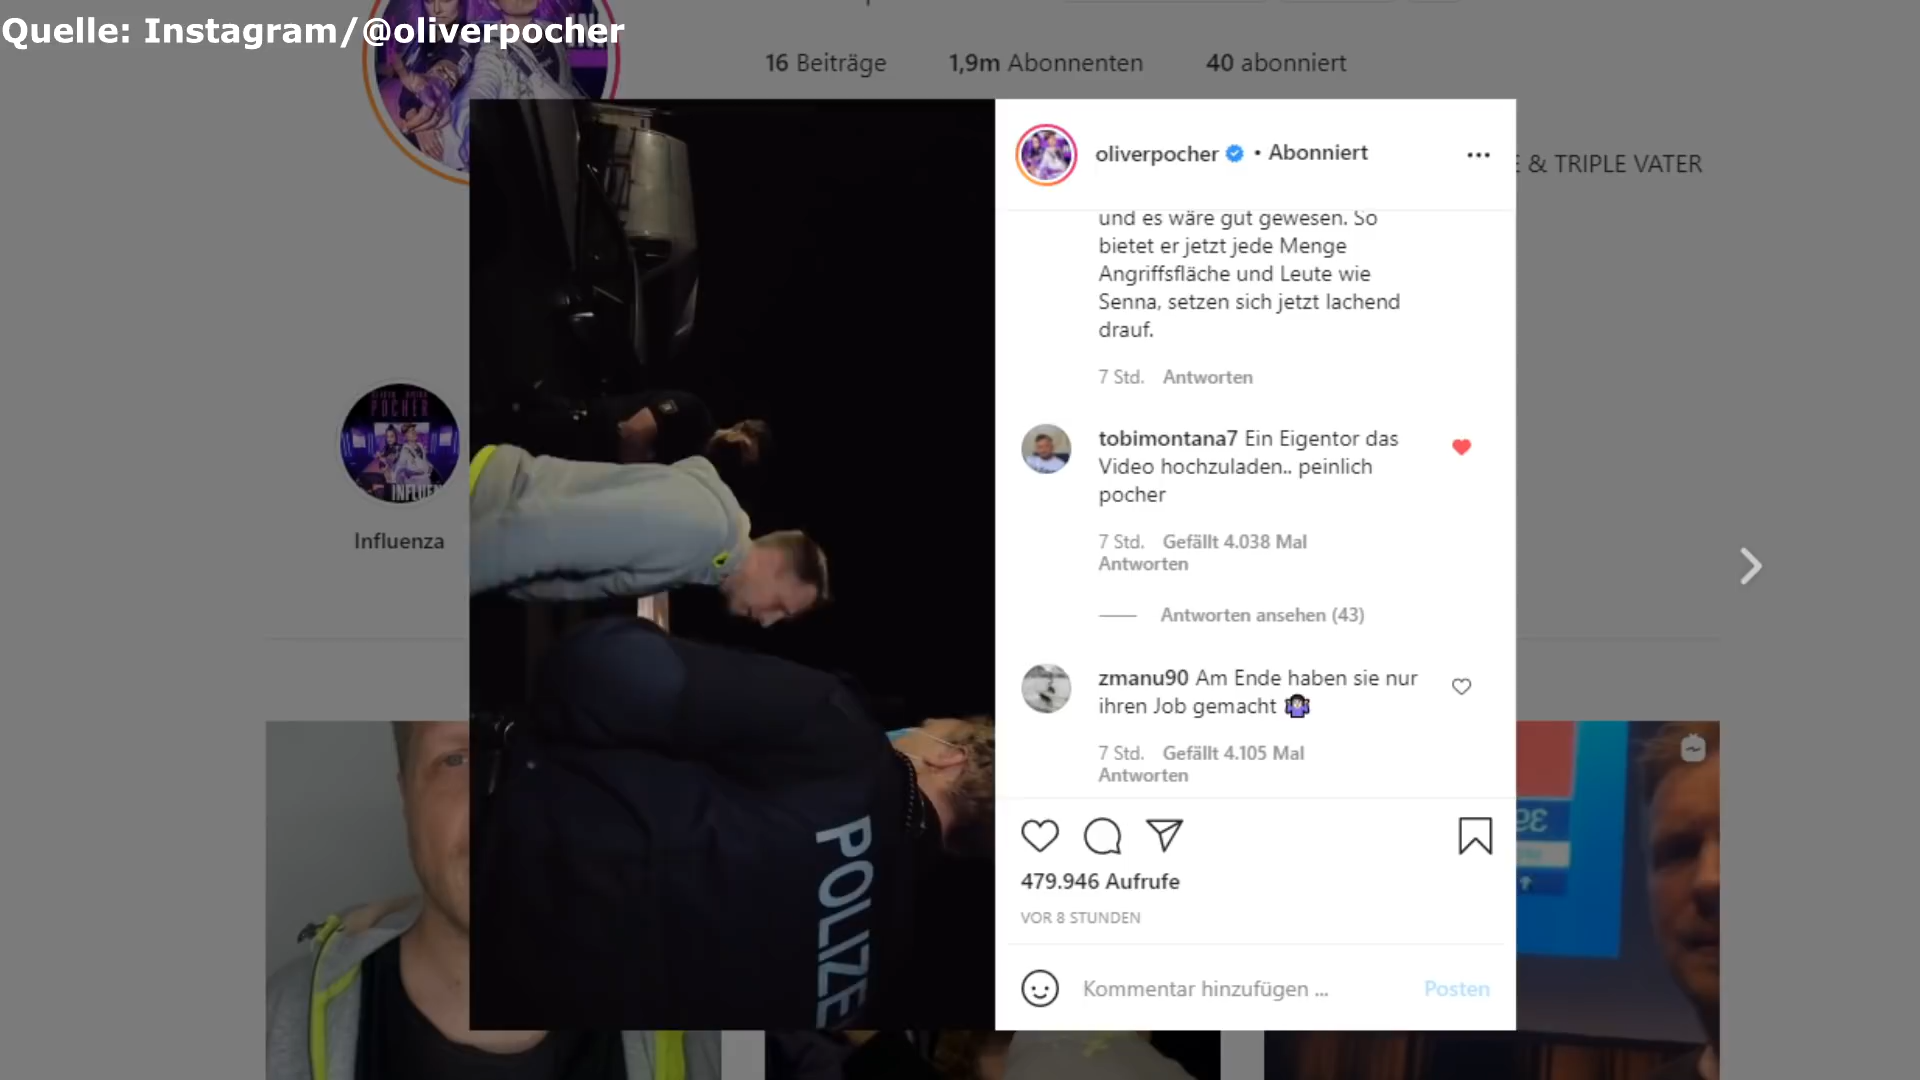 Quelle: Instagram/@oliverpocher
16 Beiträge 1,9m Abonnenten 40 abonniert
& TRIPLE VATER
oliverpocher • Abonniert
und es wäre gut gewesen. So
bietet er jetzt jede Menge
Angriffsfläche und Leute wie
Senna, setzen sich jetzt lachend
drauf.
7 Std. Antworten
POCHER
Influenza
tobimontana7 Ein Eigentor das
Video hochzuladen.. peinlich
pocher
7 Std. Gefällt 4.038 Mal
Antworten
Antworten ansehen (43)
zmanu90 Am Ende haben sie nur
ihren Job gemacht 🤷🏻‍♀️
7 Std. Gefällt 4.105 Mal
Antworten
POLIZEI
479.946 Aufrufe
VOR 8 STUNDEN
Kommentar hinzufügen ...
Posten